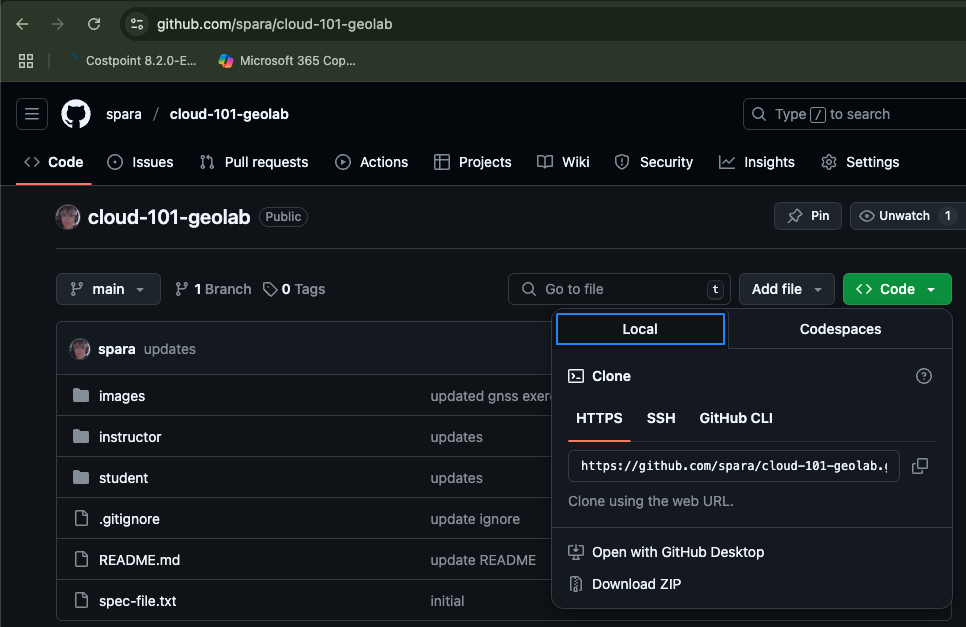 github.com/spara/cloud-101-geolab
Costpoint 8.2.0-E... Microsoft 365 Cop...
spara / cloud-101-geolab Type / to search
Code Issues Pull requests Actions Projects Wiki Security Insights Settings
cloud-101-geolab Public Pin Unwatch 1
main 1 Branch 0 Tags Go to file t Add file Code
Local Codespaces
spara updates
Clone
images updated gnss exer
HTTPS SSH GitHub CLI
instructor updates
https://github.com/spara/cloud-101-geolab.g
student updates
Clone using the web URL.
.gitignore update ignore
Open with GitHub Desktop
README.md update README
Download ZIP
spec-file.txt initial